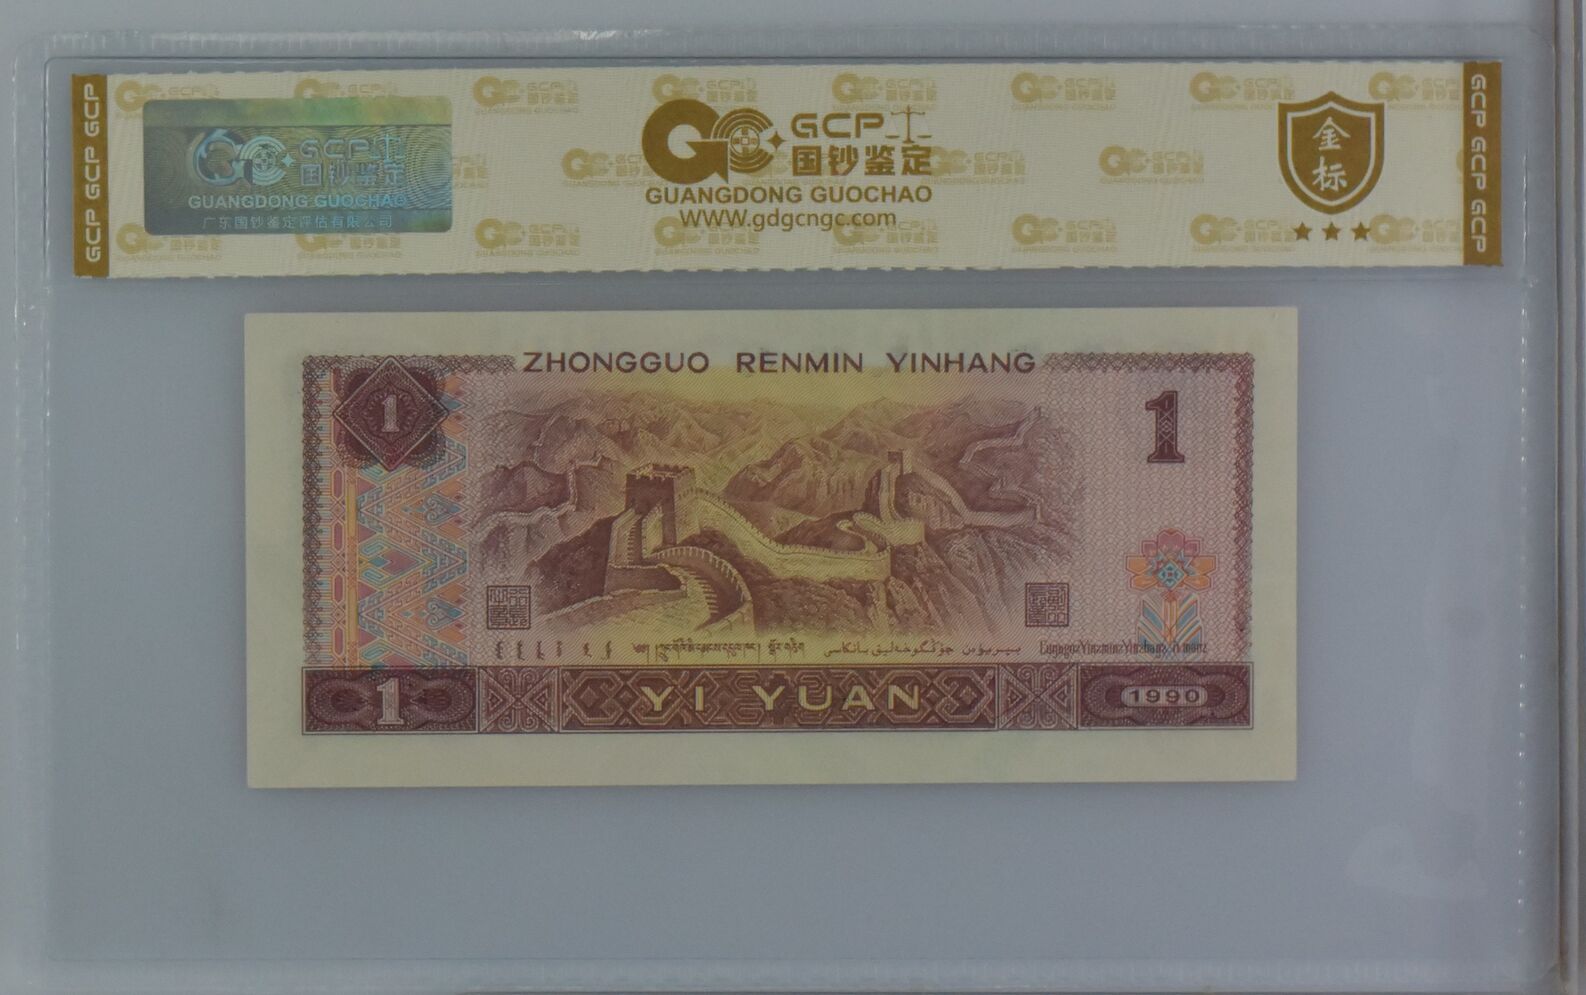 GCP GCP GCP
GCP
国钞鉴定
GUANGDONG GUOCHAO
广东国钞鉴定评估有限公司
GCP
国钞鉴定
GUANGDONG GUOCHAO
WWW.gdgcngc.com
金标
GCP GCP GCP
ZHONGGUO RENMIN YINHANG
1
1
1
YI YUAN
1990